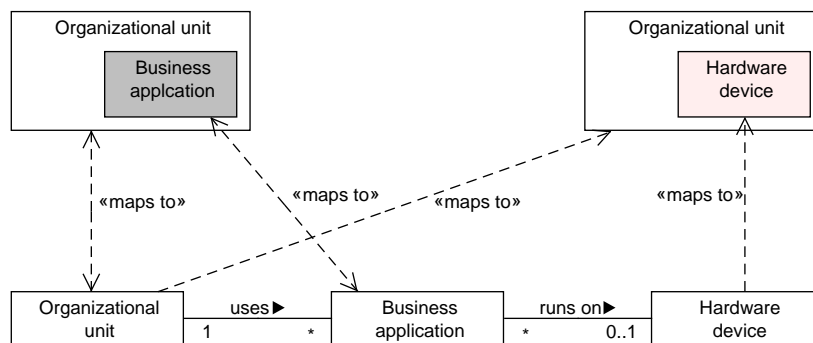 Organizational unit
Business
applcation
Organizational unit
Hardware
device
«maps to»
«maps to»
«maps to»
«maps to»
Organizational
unit
uses▶
1
*
Business
application
runs on▶
*
0..1
Hardware
device